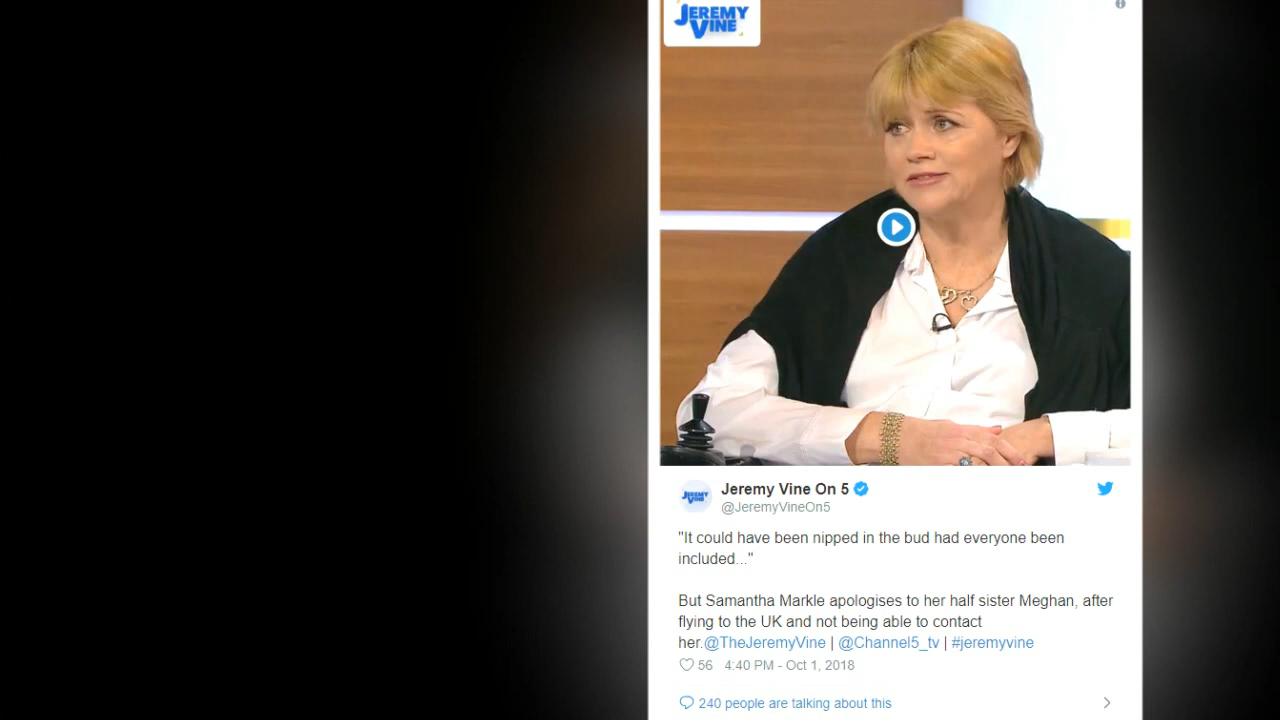 JEREMY
VINE
JEREMY
VINE
Jeremy Vine On 5
@JeremyVineOn5
"It could have been nipped in the bud had everyone been
included..."
But Samantha Markle apologises to her half sister Meghan, after
flying to the UK and not being able to contact
her.@TheJeremyVine | @Channel5_tv | #jeremyvine
56 4:40 PM - Oct 1, 2018
240 people are talking about this